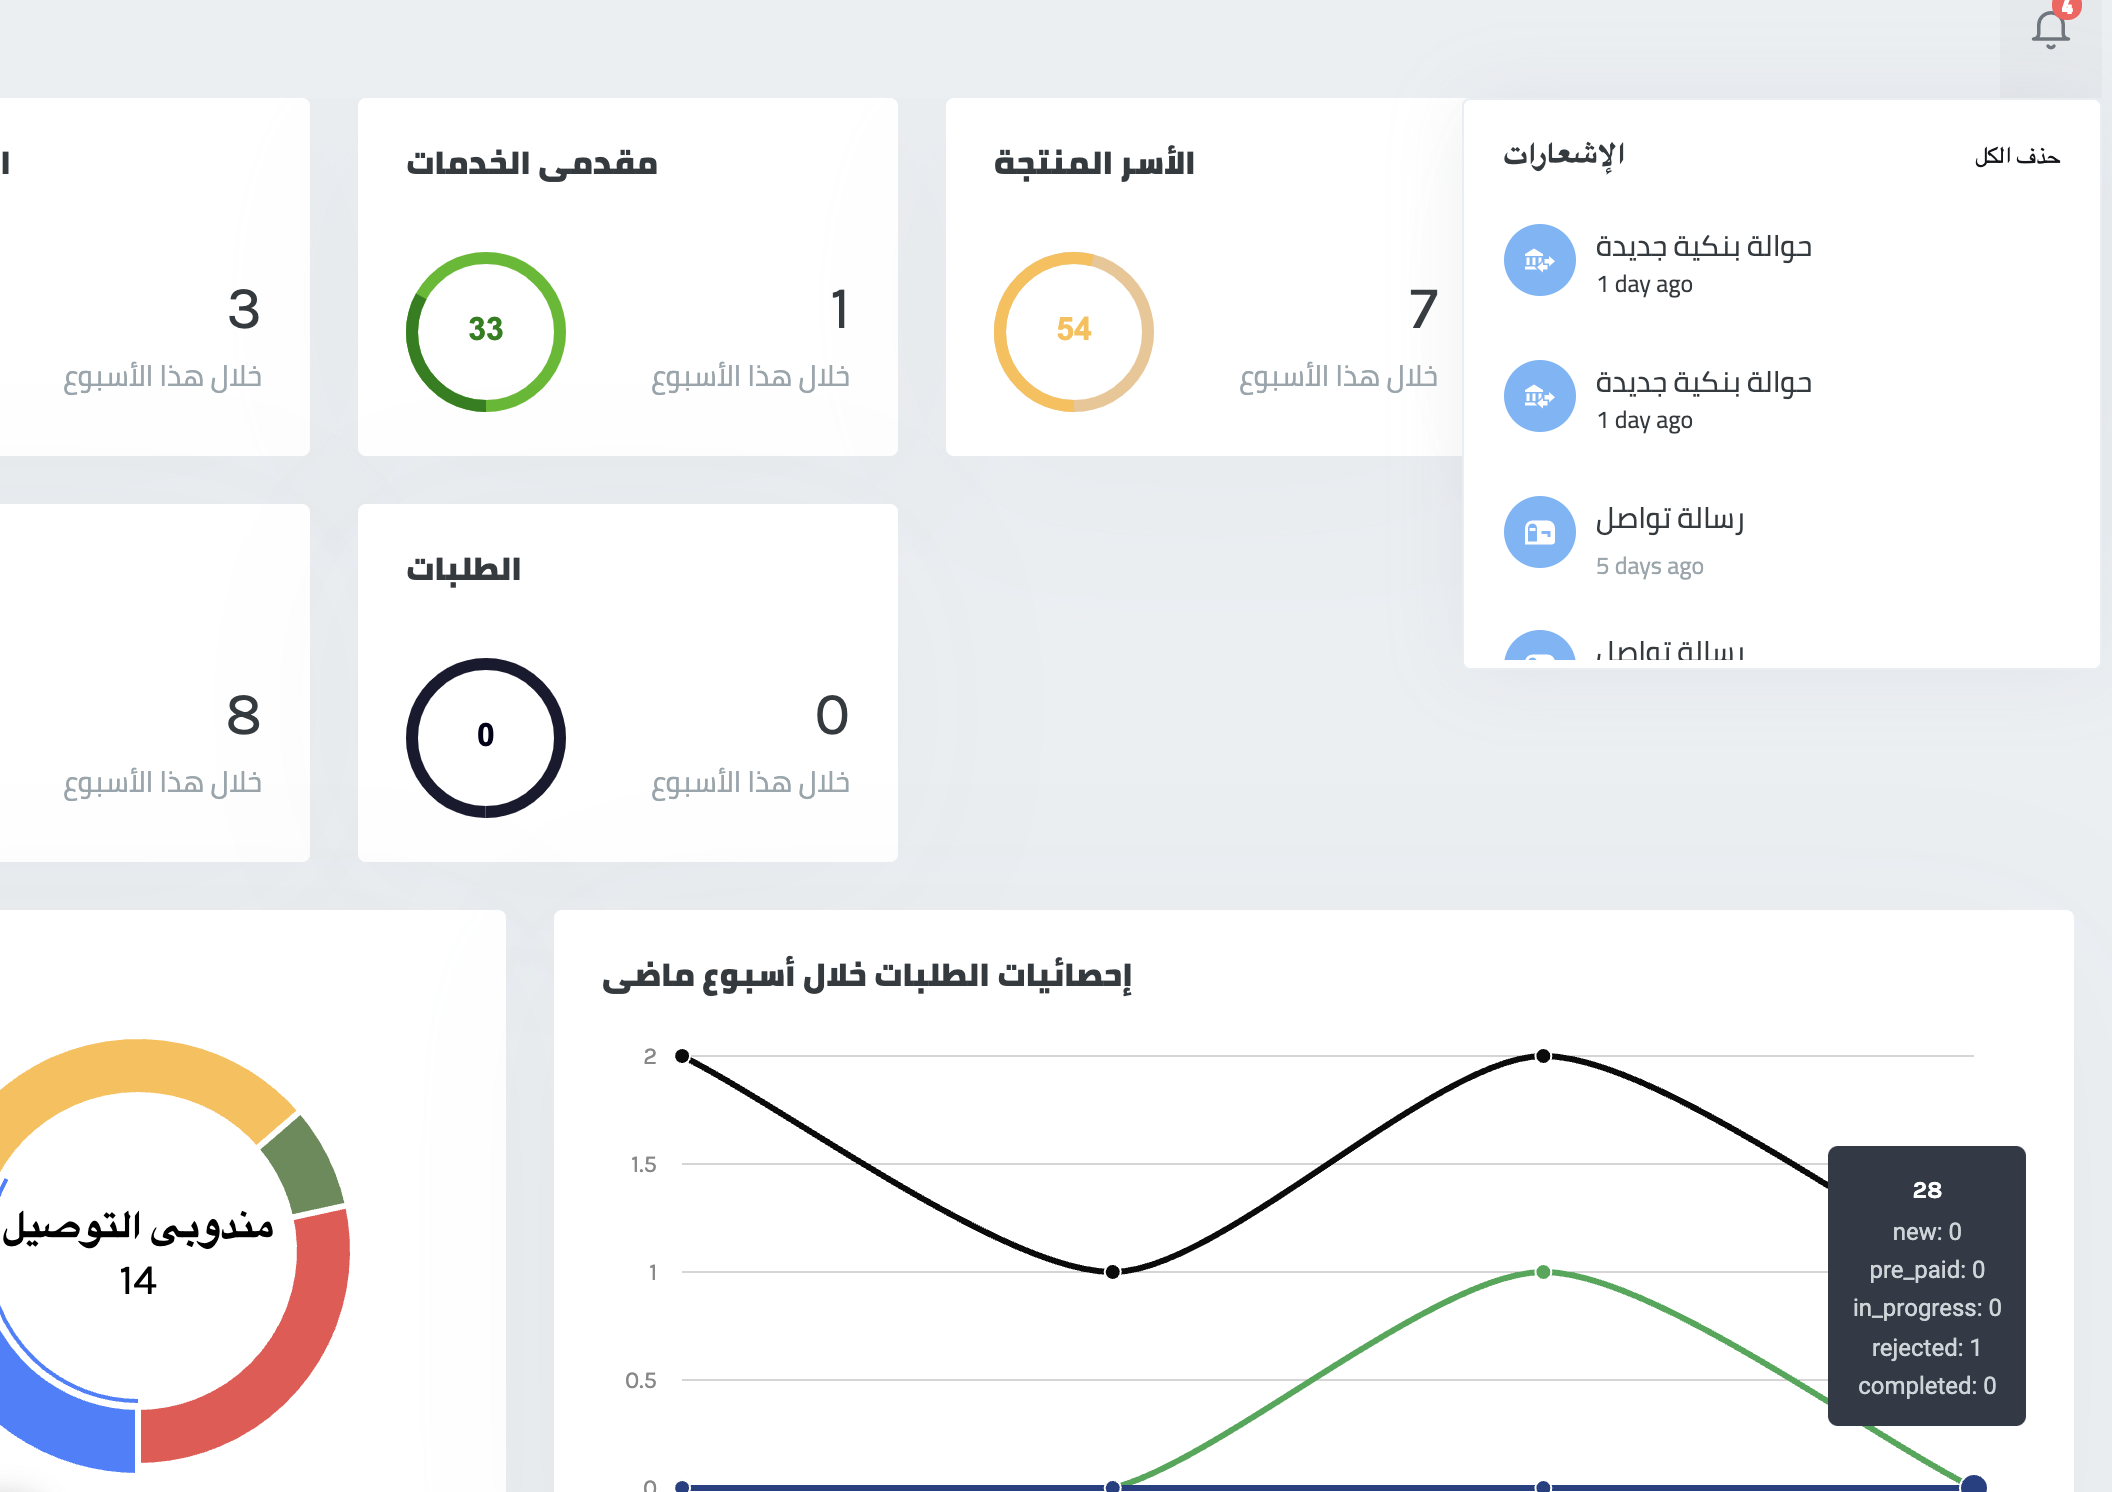 4
الإشعارات
حذف الكل
حوالة بنكية جديدة
1 day ago
حوالة بنكية جديدة
1 day ago
رسالة تواصل
5 days ago
رسالة تواصل
الأسر المنتجة
54
7
خلال هذا الأسبوع
مقدمى الخدمات
33
1
خلال هذا الأسبوع
3
خلال هذا الأسبوع
الطلبات
0
0
خلال هذا الأسبوع
8
خلال هذا الأسبوع
إحصائيات الطلبات خلال أسبوع ماضى
2
1.5
1
0.5
0
28
new: 0
pre_paid: 0
in_progress: 0
rejected: 1
completed: 0
مندوبى التوصيل
14